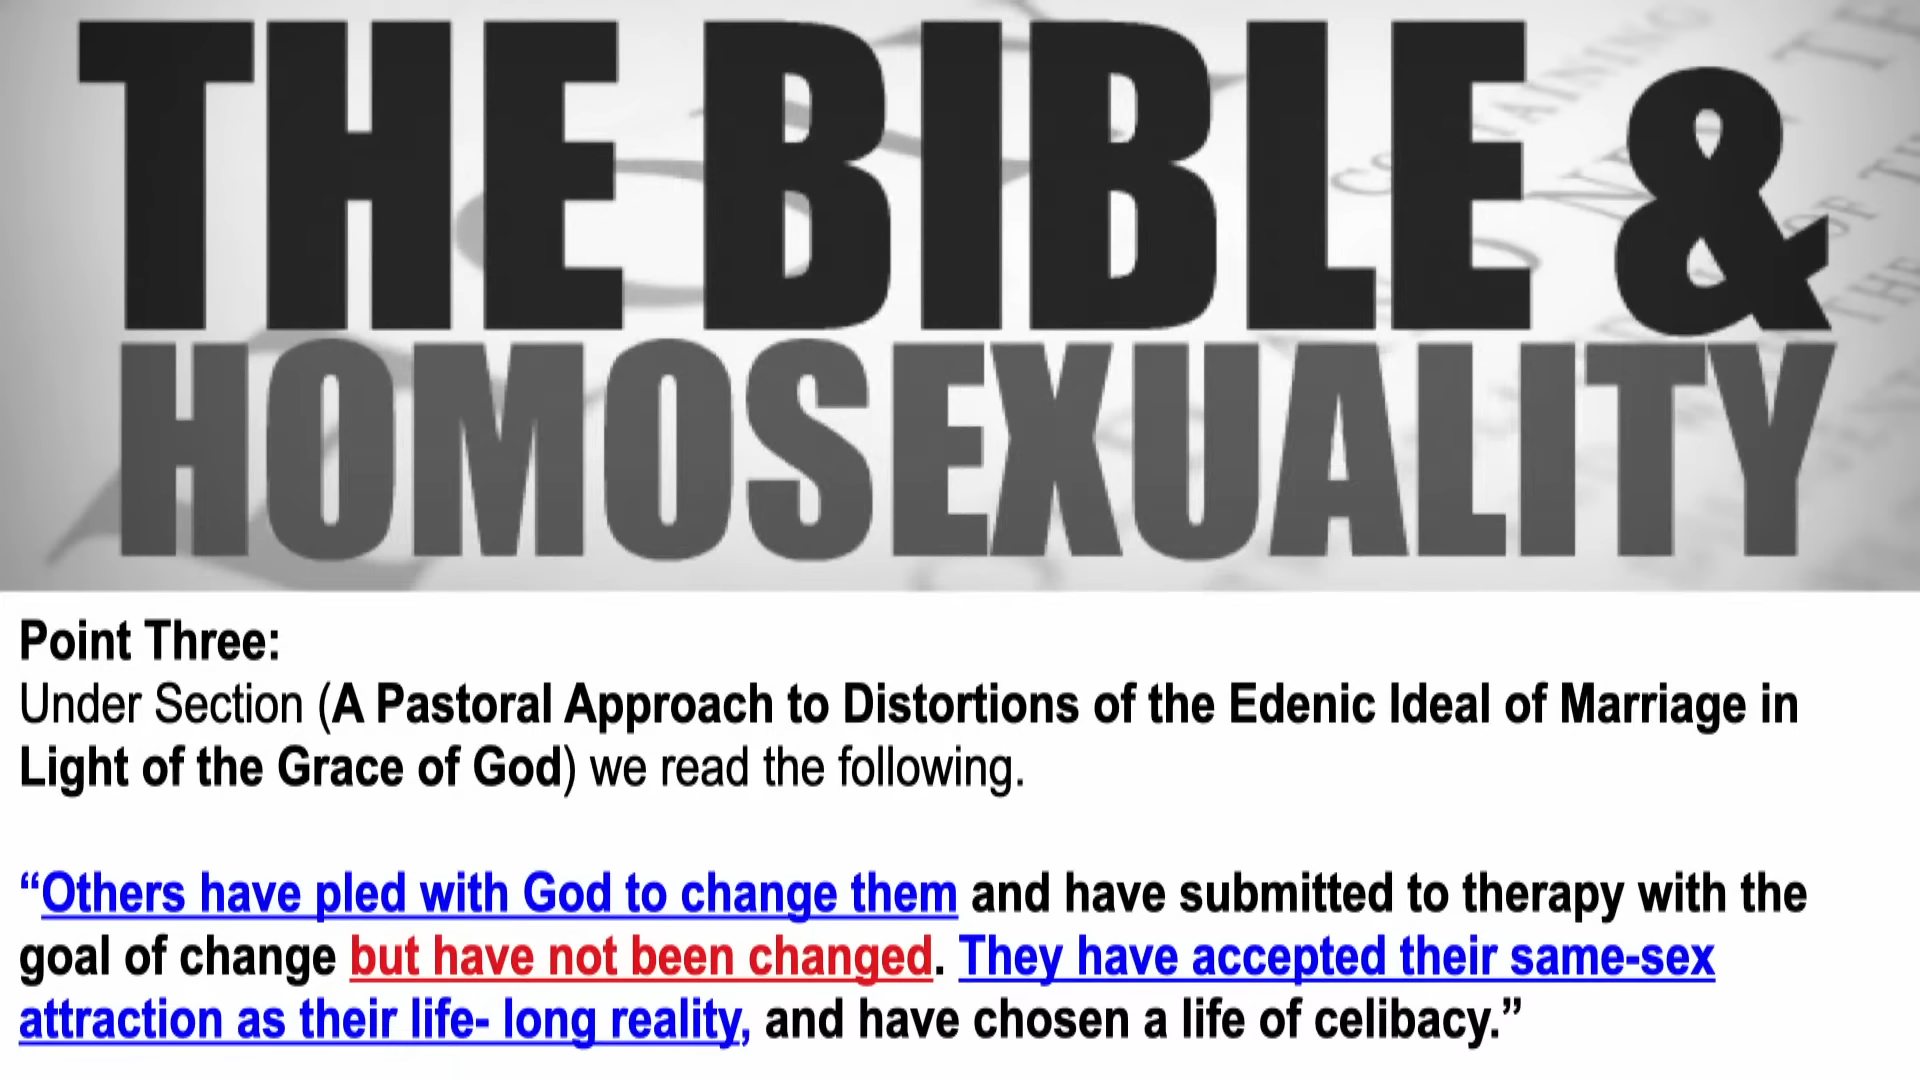 THE BIBLE &
HOMOSEXUALITY
Point Three:
Under Section (A Pastoral Approach to Distortions of the Edenic Ideal of Marriage in
Light of the Grace of God) we read the following.
“Others have pled with God to change them and have submitted to therapy with the
goal of change but have not been changed. They have accepted their same-sex
attraction as their life- long reality, and have chosen a life of celibacy.”